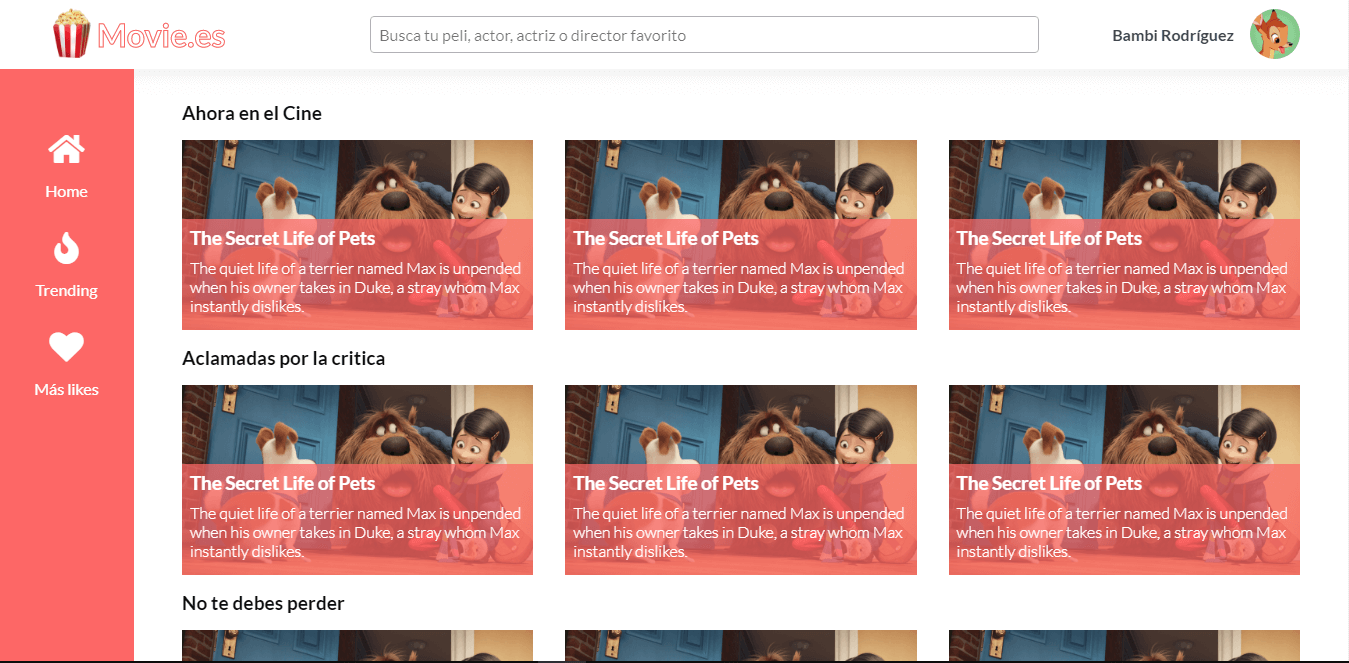 Movie.es
Busca tu peli, actor, actriz o director favorito
Bambi Rodríguez
Home
Trending
Más likes
Ahora en el Cine
The Secret Life of Pets
The quiet life of a terrier named Max is unpended
when his owner takes in Duke, a stray whom Max
instantly dislikes.
The Secret Life of Pets
The quiet life of a terrier named Max is unpended
when his owner takes in Duke, a stray whom Max
instantly dislikes.
The Secret Life of Pets
The quiet life of a terrier named Max is unpended
when his owner takes in Duke, a stray whom Max
instantly dislikes.
Aclamadas por la critica
The Secret Life of Pets
The quiet life of a terrier named Max is unpended
when his owner takes in Duke, a stray whom Max
instantly dislikes.
The Secret Life of Pets
The quiet life of a terrier named Max is unpended
when his owner takes in Duke, a stray whom Max
instantly dislikes.
The Secret Life of Pets
The quiet life of a terrier named Max is unpended
when his owner takes in Duke, a stray whom Max
instantly dislikes.
No te debes perder